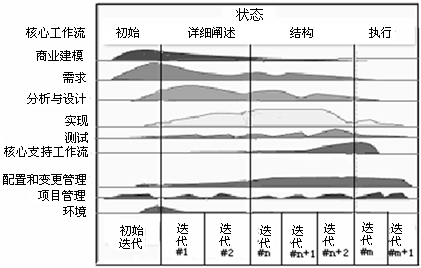 状态
核心工作流 初始 详细阐述 结构 执行
商业建模
需求
分析与设计
实现
测试
核心支持工作流
配置和变更管理
项目管理
环境
初始 迭代 迭代 迭代 迭代 迭代 迭代 迭代
迭代 #1 #2 #n #n+1 #n+2 #m #m+1